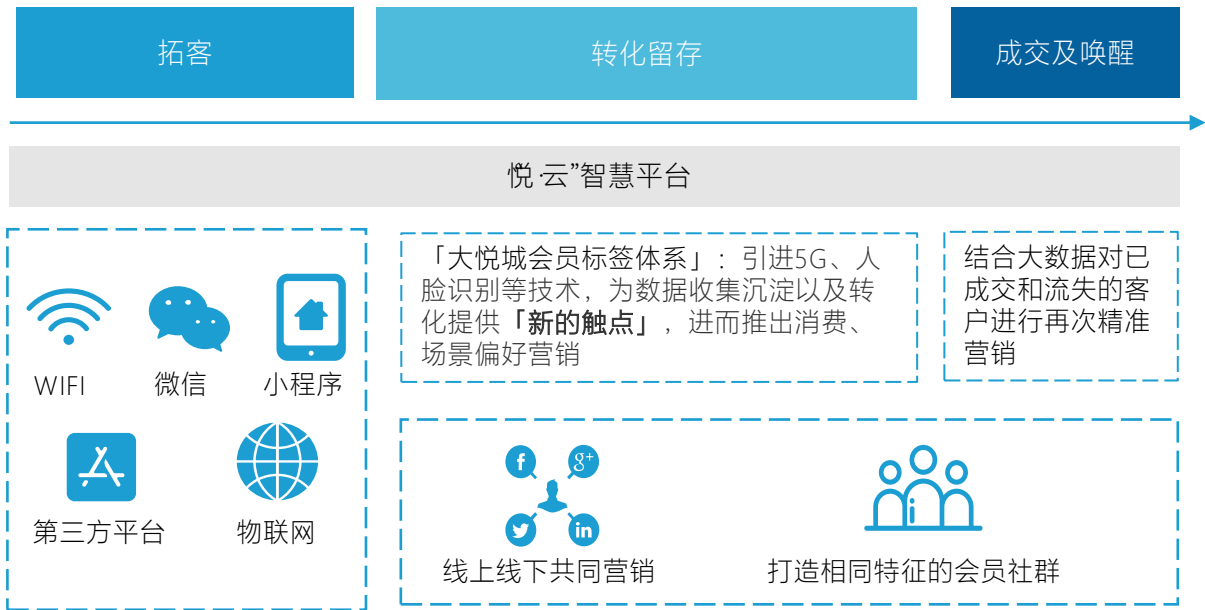 拓客
转化留存
成交及唤醒
悦·云”智慧平台
WIFI
微信
小程序
第三方平台
物联网
「大悦城会员标签体系」：引进5G、人
脸识别等技术，为数据收集沉淀以及转
化提供「新的触点」，进而推出消费、
场景偏好营销
结合大数据对已
成交和流失的客
户进行再次精准
营销
f
g+
in
线上线下共同营销
打造相同特征的会员社群